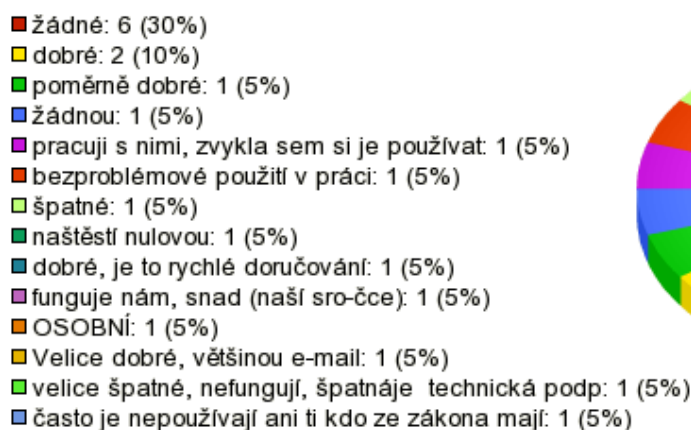 žádné: 6 (30%)
dobré: 2 (10%)
poměrně dobré: 1 (5%)
žádnou: 1 (5%)
pracuji s nimi, zvykla sem si je používat: 1 (5%)
bezproblémové použití v práci: 1 (5%)
špatné: 1 (5%)
naštěstí nulovou: 1 (5%)
dobré, je to rychlé doručování: 1 (5%)
funguje nám, snad (naší sro-čce): 1 (5%)
OSOBNÍ: 1 (5%)
Velice dobré, většinou e-mail: 1 (5%)
velice špatné, nefungují, špatnáje technická podp: 1 (5%)
často je nepoužívají ani ti kdo ze zákona mají: 1 (5%)